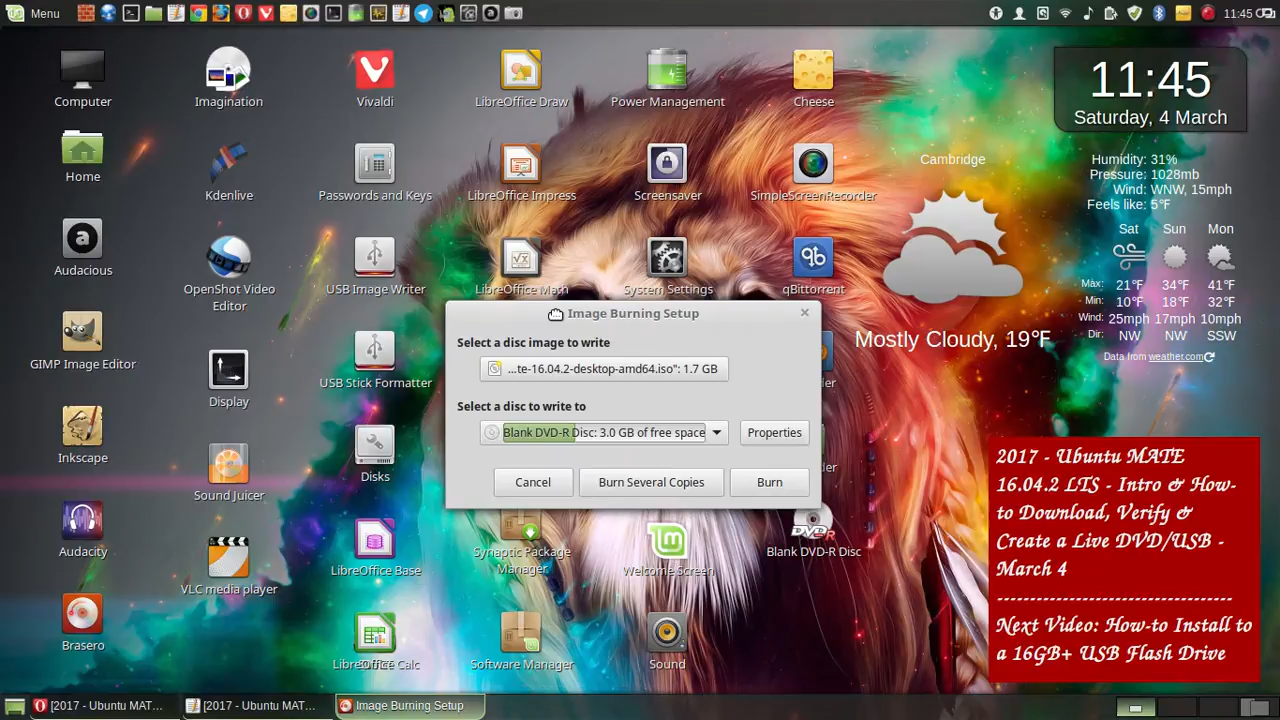 Menu
11:45
Computer
Imagination
Vivaldi
LibreOffice Draw
Power Management
Cheese
11:45
Saturday, 4 March
Home
Kdenlive
Passwords and Keys
LibreOffice Impress
Screensaver
SimpleScreenRecorder
Cambridge
Humidity: 31%
Pressure: 1028mb
Wind: WNW, 15mph
Feels like: 5°F
Audacious
OpenShot Video
Editor
USB Image Writer
LibreOffice Math
System Settings
qBittorrent
Sat Sun Mon
Max: 21°F 34°F 41°F
Min: 10°F 18°F 32°F
Wind: 25mph 17mph 10mph
Dir: NW NW SSW
Mostly Cloudy, 19°F
Data from weather.com
Image Burning Setup
Select a disc image to write
...te-16.04.2-desktop-amd64.iso": 1.7 GB
Select a disc to write to
Blank DVD-R Disc: 3.0 GB of free space
Properties
Cancel
Burn Several Copies
Burn
GIMP Image Editor
Display
USB Stick Formatter
Inkscape
Sound Juicer
Disks
Audacity
VLC media player
LibreOffice Base
Synaptic Package
Manager
Welcome Screen
DVD-R
Blank DVD-R Disc
Brasero
LibreOffice Calc
Software Manager
Sound
2017 - Ubuntu MATE
16.04.2 LTS - Intro & How-
to Download, Verify &
Create a Live DVD/USB -
March 4
-----------------------------------
Next Video: How-to Install to
a 16GB+ USB Flash Drive
[2017 - Ubuntu MAT...
[2017 - Ubuntu MAT...
Image Burning Setup